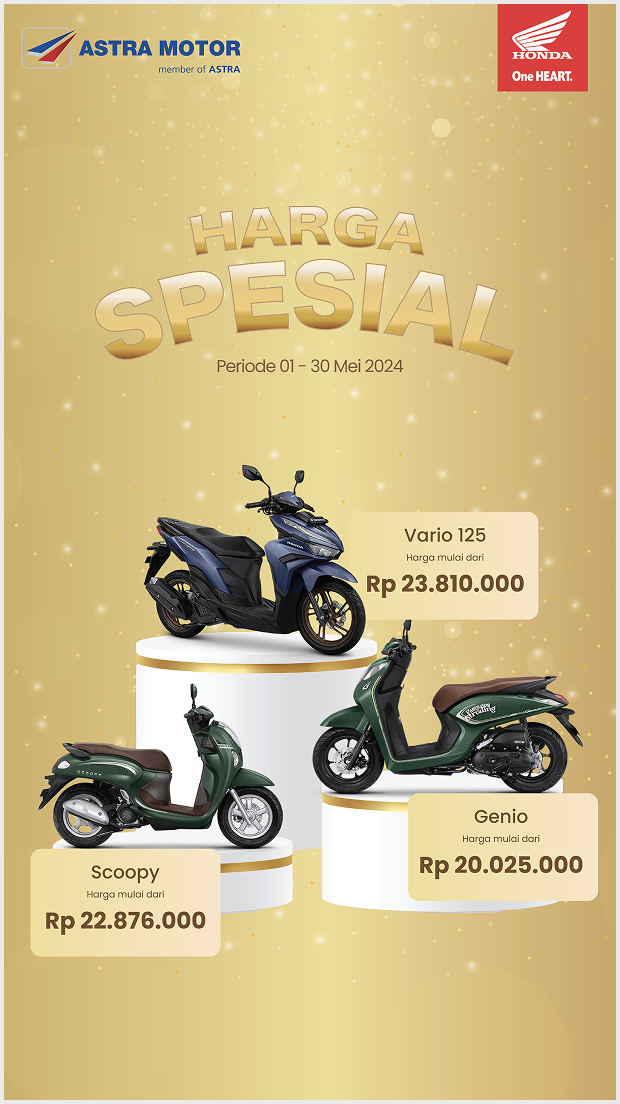 ASTRA MOTOR
member of ASTRA
HONDA
One HEART.
HARGA
SPESIAL
Periode 01 - 30 Mei 2024
Vario 125
Harga mulai dari
Rp 23.810.000
Genio
Harga mulai dari
Rp 20.025.000
Scoopy
Harga mulai dari
Rp 22.876.000
HONDA
SCOOPY